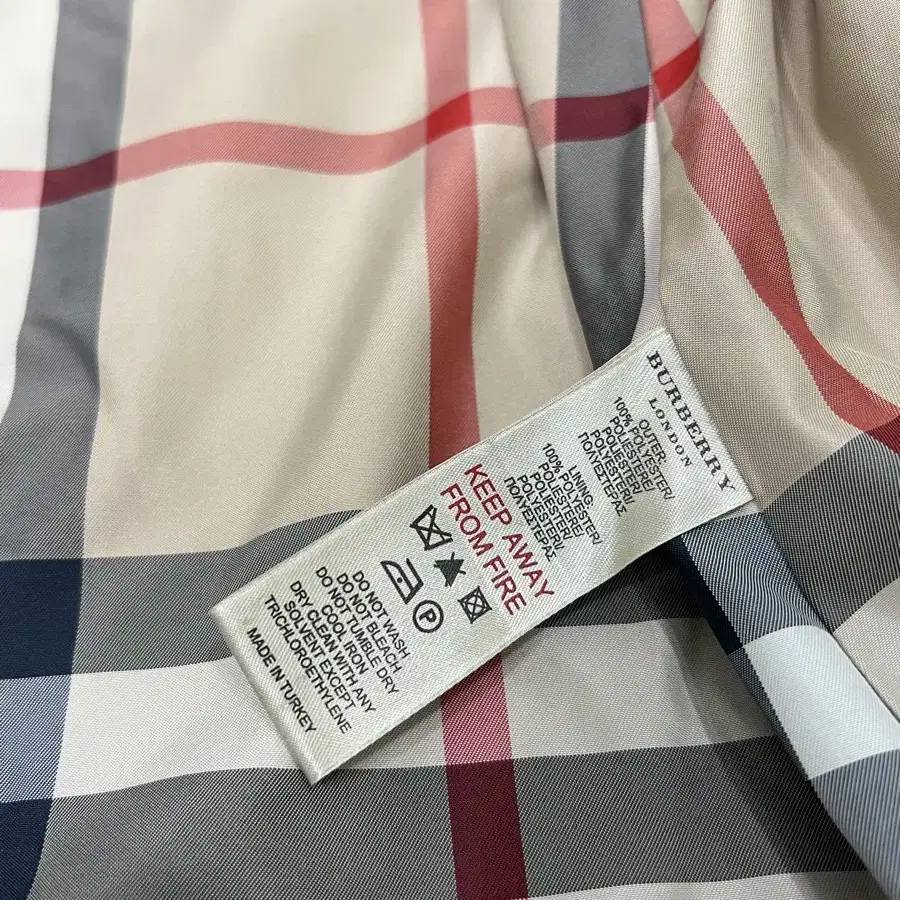 BURBERRY
LONDON
OUTER:
100% POLYESTER/
POLIESTERE/
POLIESTER/
ΠΟΛΥΕΣΤΕΡΑΣ
LINING:
100% POLYESTER/
POLIESTERE/
POLIESTER/
ΠΟΛΥΕΣΤΕΡΑΣ
KEEP AWAY
FROM FIRE
P
DO NOT WASH
DO NOT BLEACH
DO NOT TUMBLE DRY
COOL IRON
DRY CLEAN WITH ANY
SOLVENT EXCEPT
TRICHLOROETHYLENE
MADE IN TURKEY